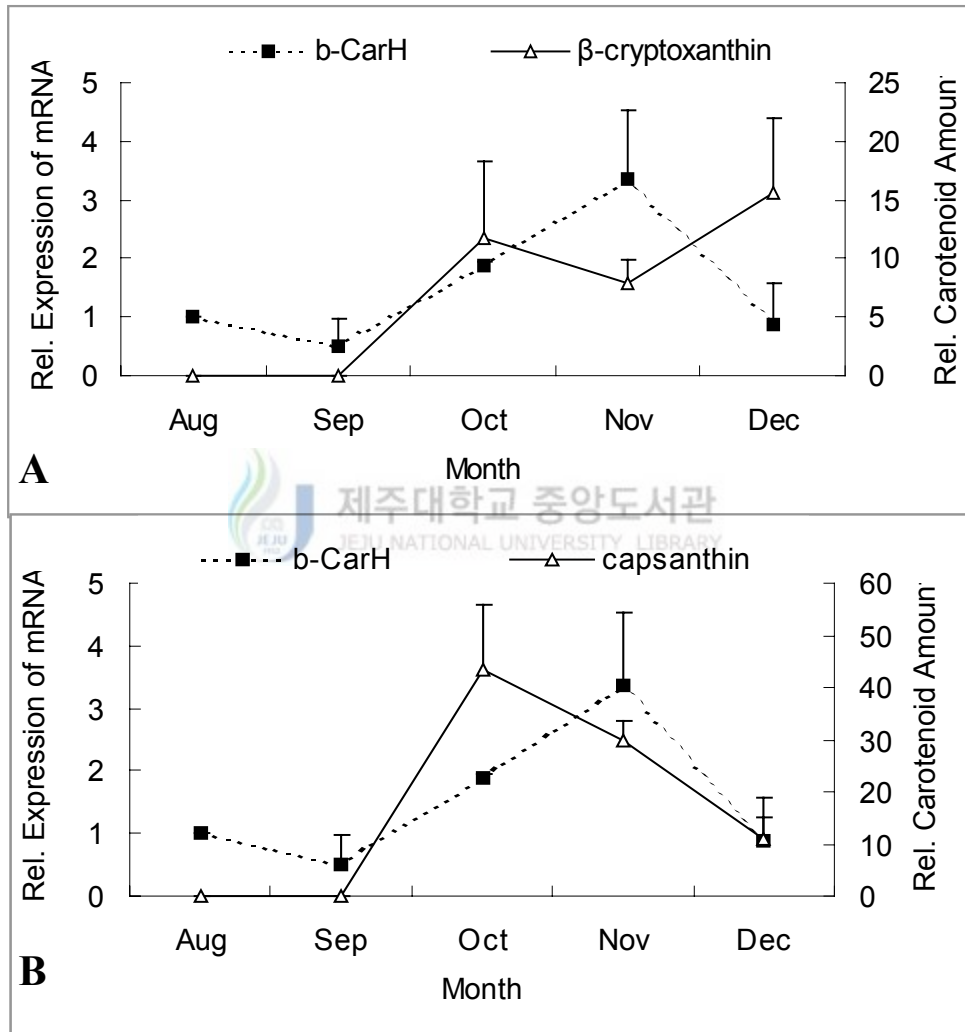 b-CarH β-cryptoxanthin
Rel. Expression of mRNA
5
4
3
2
1
0
25
20
15
10
5
0
Rel. Carotenoid Amoun
Aug Sep Oct Nov Dec
Month
A
제주대학교 중앙도서관
JEJU NATIONAL UNIVERSITY LIBRARY
JEJU
1952
b-CarH capsanthin
Rel. Expression of mRNA
5
4
3
2
1
0
60
50
40
30
20
10
0
Rel. Carotenoid Amoun
Aug Sep Oct Nov Dec
Month
B